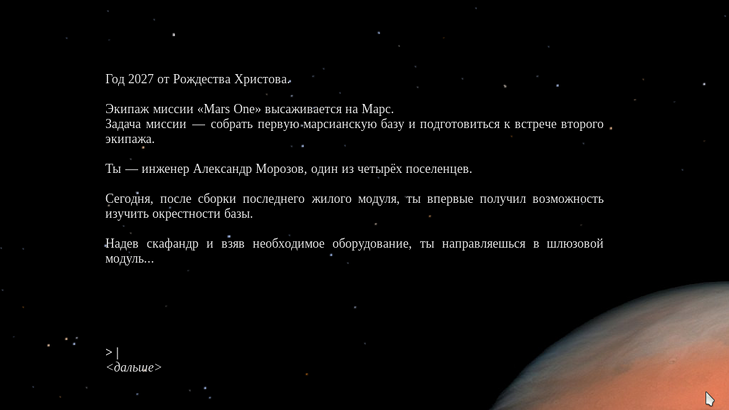 Год 2027 от Рождества Христова.
Экипаж миссии «Mars One» высаживается на Марс.
Задача миссии — собрать первую марсианскую базу и подготовиться к встрече второго
экипажа.
Ты — инженер Александр Морозов, один из четырёх поселенцев.
Сегодня, после сборки последнего жилого модуля, ты впервые получил возможность
изучить окрестности базы.
Надев скафандр и взяв необходимое оборудование, ты направляешься в шлюзовой
модуль...
> |
<дальше>